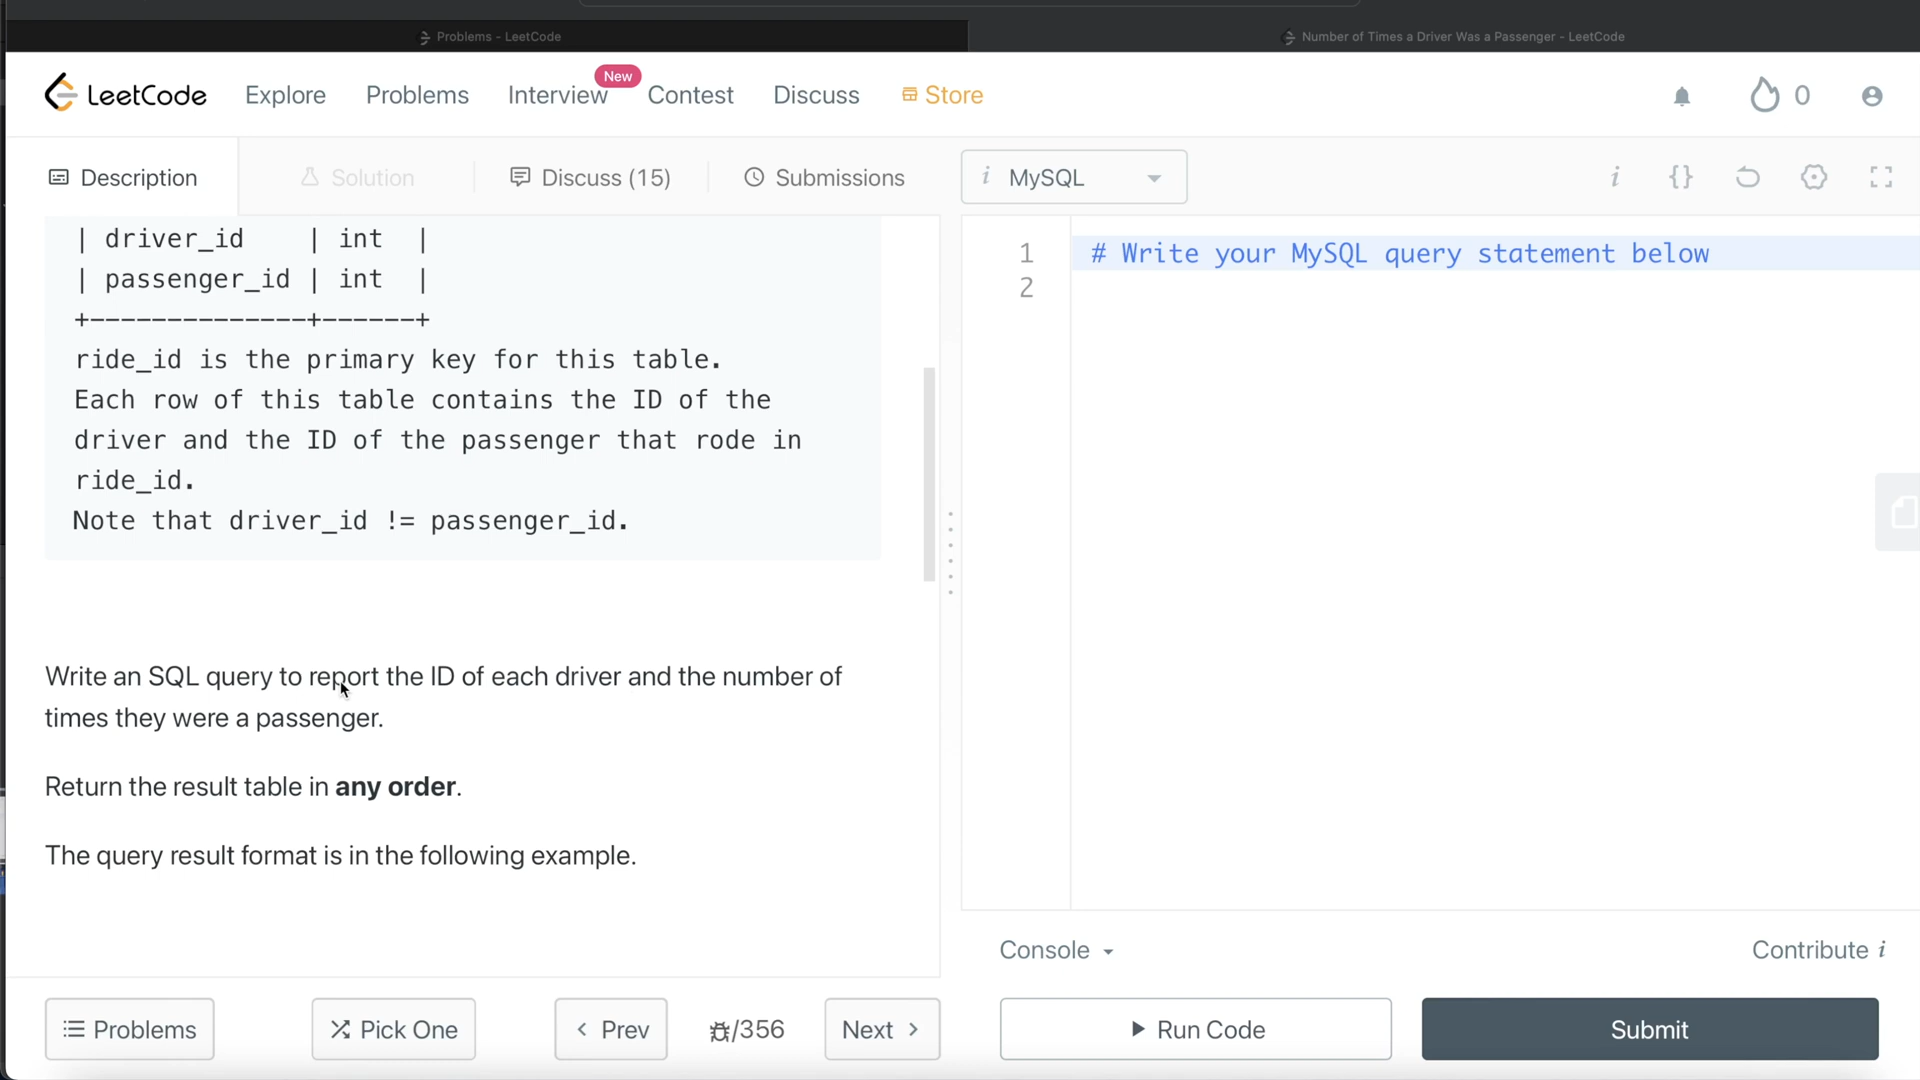 Problems - LeetCode
Number of Times a Driver Was a Passenger - LeetCode
LeetCode
Explore
Problems
Interview
New
Contest
Discuss
Store
0
Description
Solution
Discuss (15)
Submissions
i MySQL
i {}
| driver_id    | int  |
| passenger_id | int  |
+--------------+------+
ride_id is the primary key for this table.
Each row of this table contains the ID of the
driver and the ID of the passenger that rode in
ride_id.
Note that driver_id != passenger_id.
Write an SQL query to report the ID of each driver and the number of
times they were a passenger.
Return the result table in any order.
The query result format is in the following example.
1 # Write your MySQL query statement below
2
Console
Contribute i
Problems
Pick One
Prev
/356
Next
Run Code
Submit